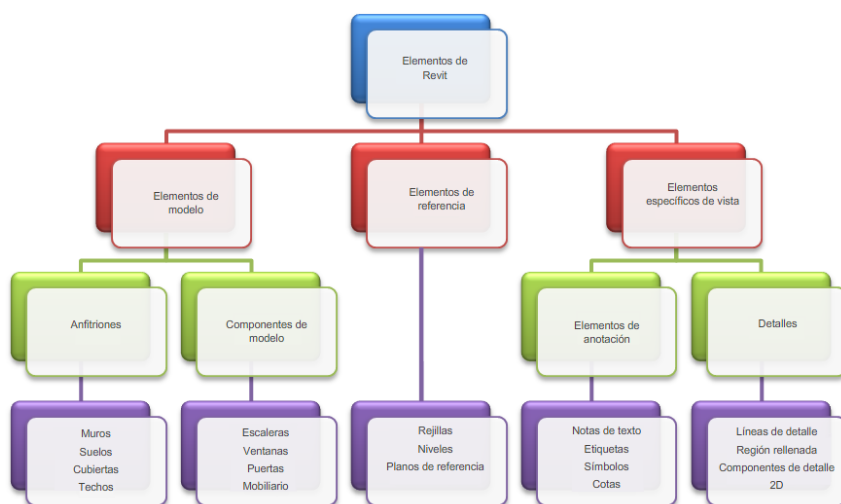 Elementos de
Revit
Elementos de
modelo
Elementos de
referencia
Elementos
específicos de vista
Anfitriones
Componentes de
modelo
Elementos de
anotación
Detalles
Muros
Suelos
Cubiertas
Techos
Escaleras
Ventanas
Puertas
Mobiliario
Rejillas
Niveles
Planos de referencia
Notas de texto
Etiquetas
Símbolos
Cotas
Líneas de detalle
Región rellenada
Componentes de detalle
2D